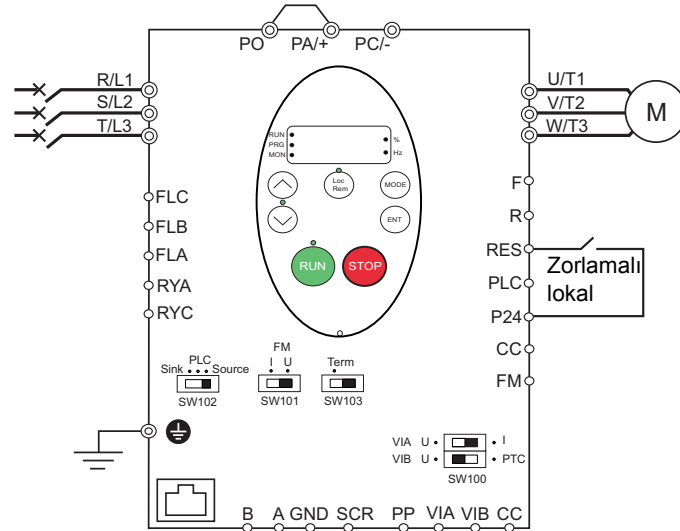 PO PA/+ PC/-
R/L1
S/L2
T/L3
U/T1
V/T2
W/T3
M
RUN
PRG
MON
%
Hz
Loc
Rem
MODE
ENT
RUN
STOP
FLC
FLB
FLA
RYA
RYC
F
R
RES
PLC
P24
CC
FM
Zorlamalı
lokal
PLC
Sink Source
SW102
FM
I U
SW101
Term
SW103
VIA U I
VIB U PTC
SW100
B A GND SCR PP VIA VIB CC